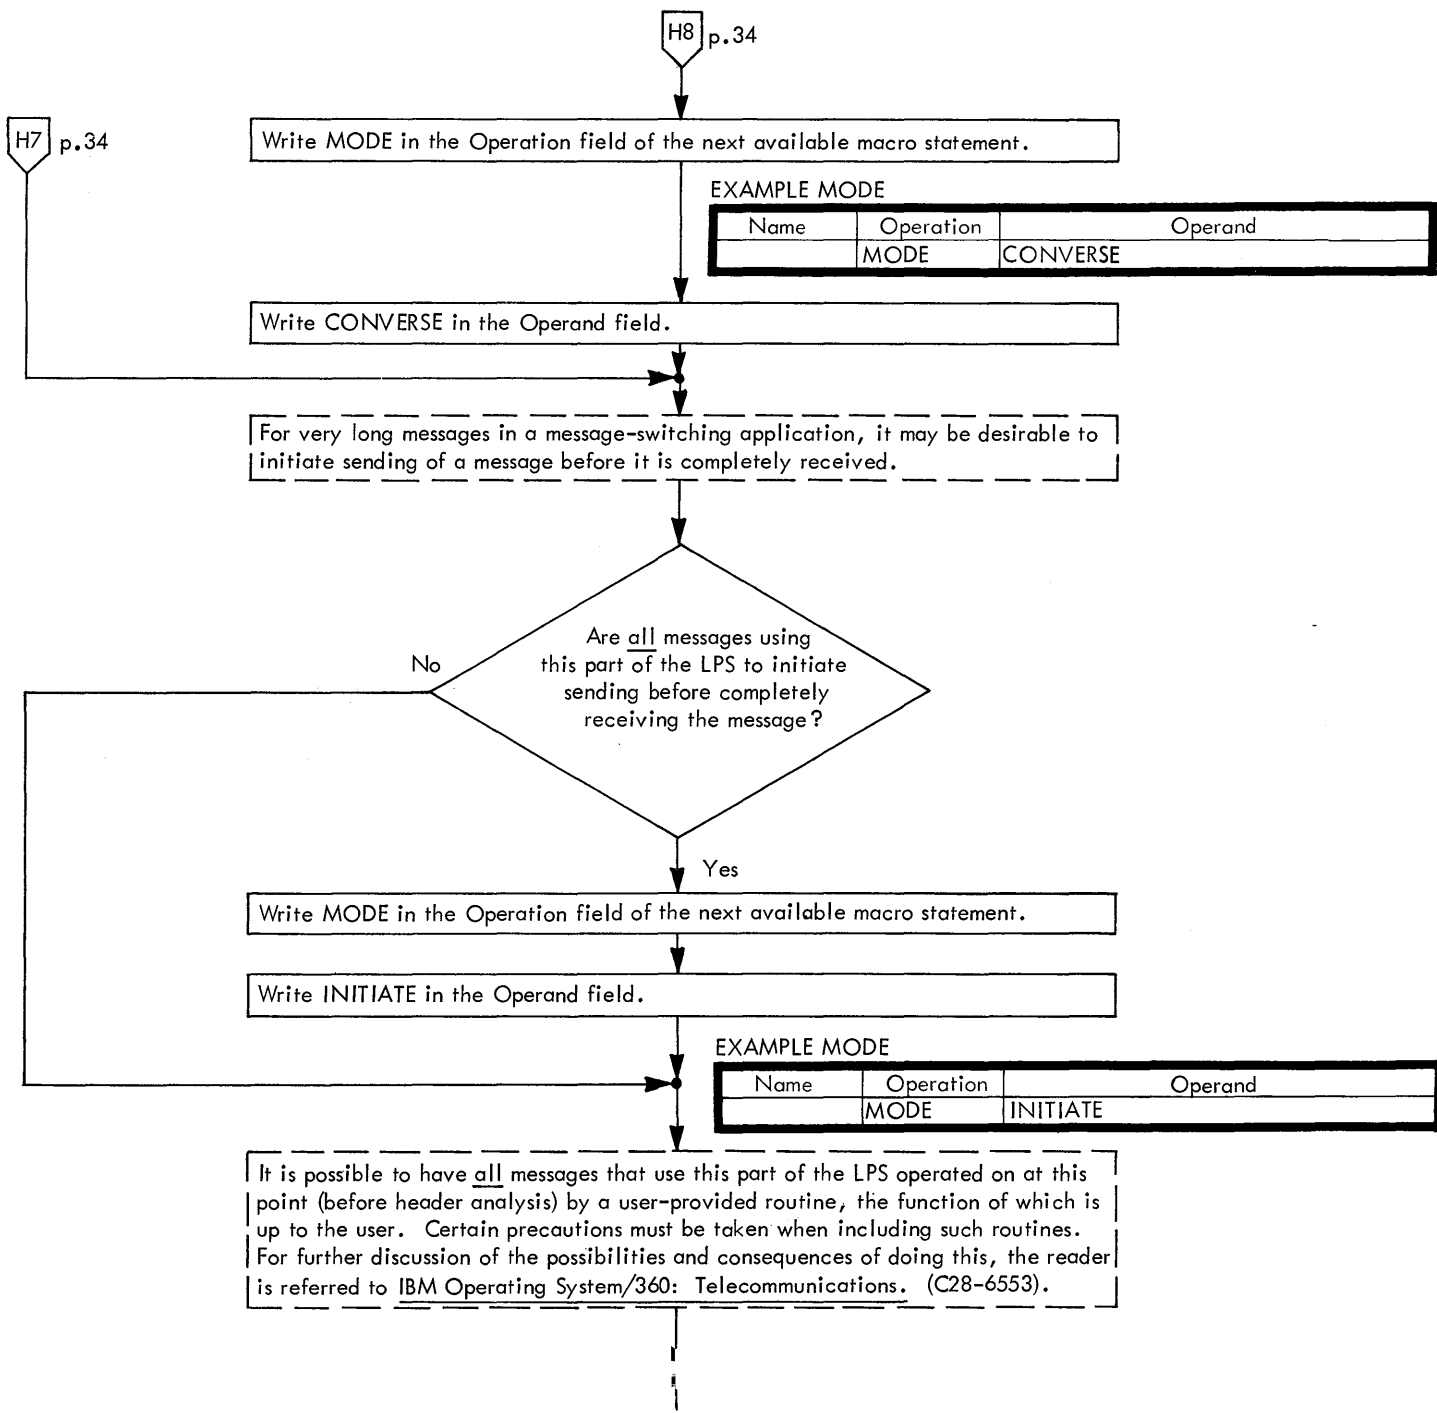 H8 p.34
H7 p.34
Write MODE in the Operation field of the next available macro statement.
EXAMPLE MODE
Name Operation Operand
MODE CONVERSE
Write CONVERSE in the Operand field.
For very long messages in a message-switching application, it may be desirable to
initiate sending of a message before it is completely received.
Are all messages using
this part of the LPS to initiate
sending before completely
receiving the message?
No
Yes
Write MODE in the Operation field of the next available macro statement.
Write INITIATE in the Operand field.
EXAMPLE MODE
Name Operation Operand
MODE INITIATE
It is possible to have all messages that use this part of the LPS operated on at this
point (before header analysis) by a user-provided routine, the function of which is
up to the user. Certain precautions must be taken when including such routines.
For further discussion of the possibilities and consequences of doing this, the reader
is referred to IBM Operating System/360: Telecommunications. (C28-6553).